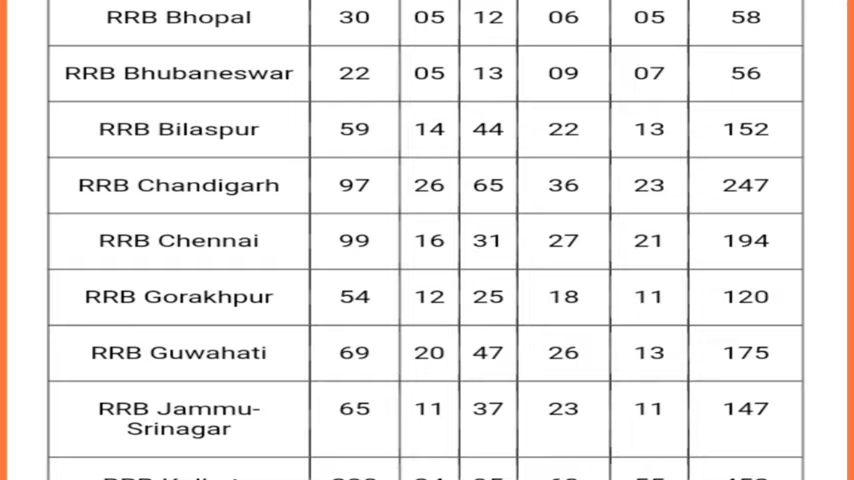 RRB Bhopal 30 05 12 06 05 58
RRB Bhubaneswar 22 05 13 09 07 56
RRB Bilaspur 59 14 44 22 13 152
RRB Chandigarh 97 26 65 36 23 247
RRB Chennai 99 16 31 27 21 194
RRB Gorakhpur 54 12 25 18 11 120
RRB Guwahati 69 20 47 26 13 175
RRB Jammu- 65 11 37 23 11 147
Srinagar
RRB